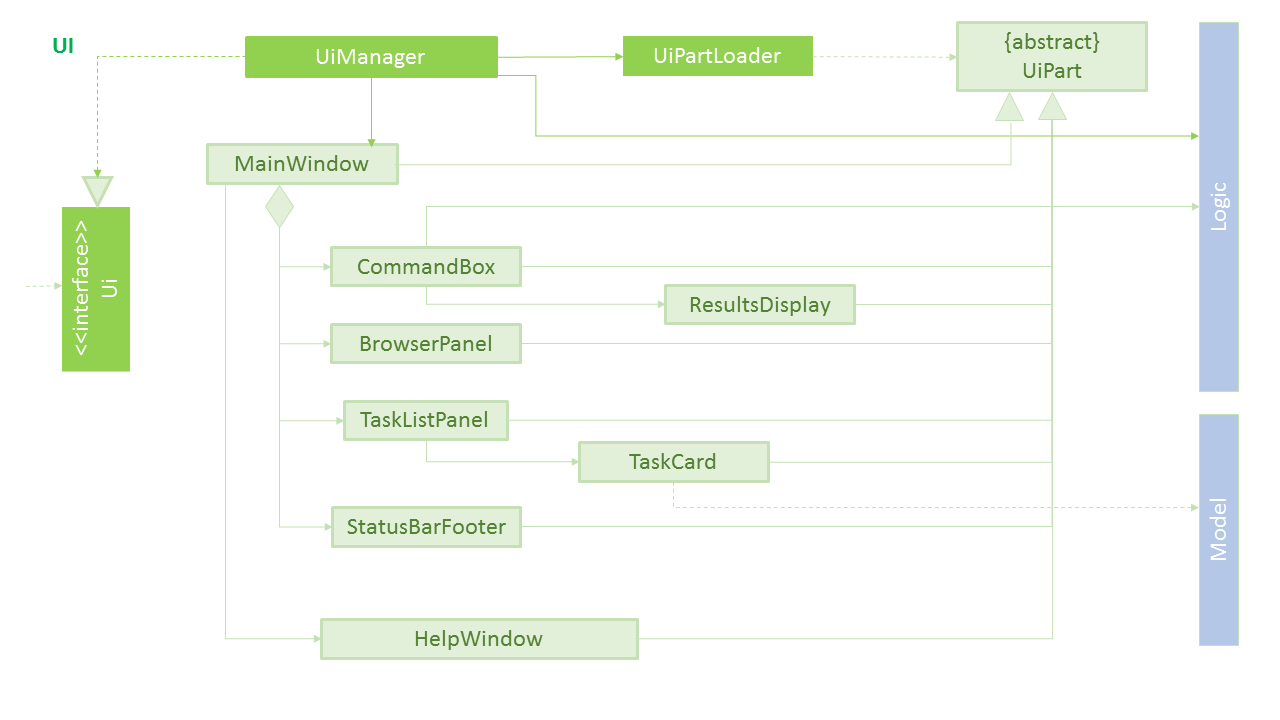 UI
UiManager
UiPartLoader
{abstract}
UiPart
MainWindow
<<interface>>
Ui
Logic
CommandBox
ResultsDisplay
BrowserPanel
TaskListPanel
TaskCard
StatusBarFooter
Model
HelpWindow